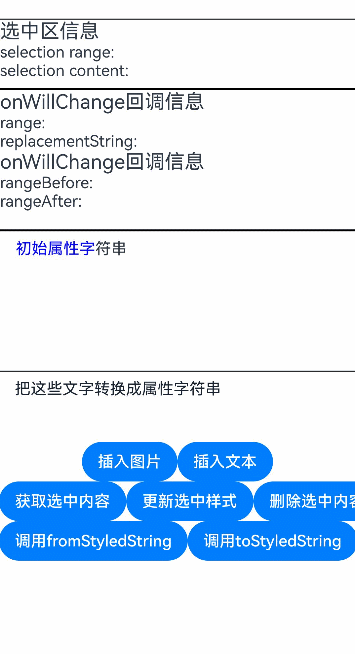 选中区信息
selection range:
selection content:
onWillChange回调信息
range:
replacementString:
onWillChange回调信息
rangeBefore:
rangeAfter:
初始属性字符串
把这些文字转换成属性字符串
插入图片 插入文本
获取选中内容 更新选中样式 删除选中内容
调用fromStyledString 调用toStyledString